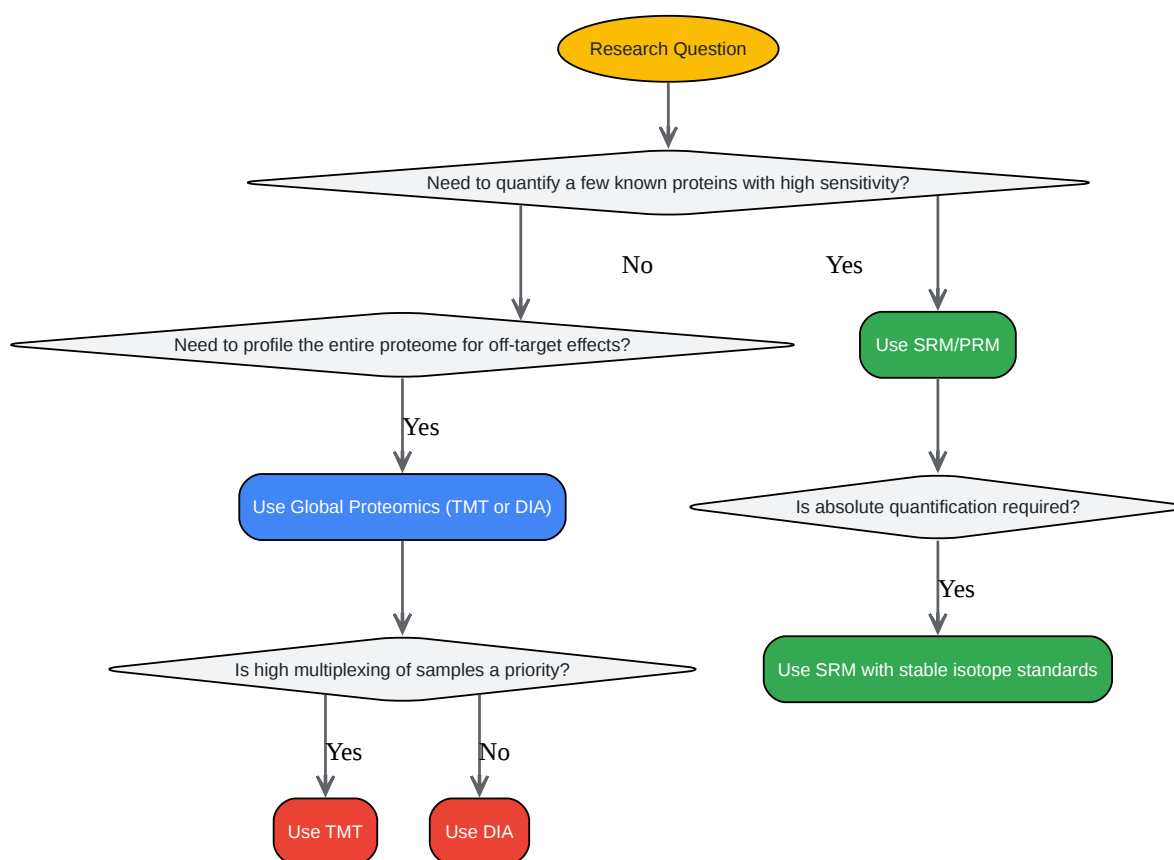 Research Question
Need to quantify a few known proteins with high sensitivity?
No
Yes
Need to profile the entire proteome for off-target effects?
Use SRM/PRM
Yes
Use Global Proteomics (TMT or DIA)
Is absolute quantification required?
Yes
Is high multiplexing of samples a priority?
Use SRM with stable isotope standards
Yes
No
Use TMT
Use DIA